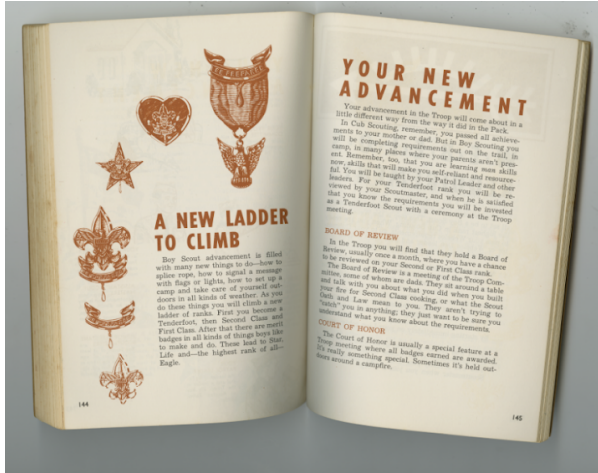 A NEW LADDER
TO CLIMB
Boy Scout advancement is filled
with many new things to do—how to
splice rope, how to signal a message
with flags or lights, how to set up a
camp and take care of yourself out-
doors in all kinds of weather. As you
do these things you will climb a new
ladder of ranks. First you become a
Tenderfoot, then Second Class and
First Class. After that there are merit
badges in all kinds of things boys like
to make and do. These lead to Star,
Life and—the highest rank of all—
Eagle.
144
YOUR NEW
ADVANCEMENT
Your advancement in the Troop will come about in a
little different way from the way it did in the Pack.
In Cub Scouting, remember, you passed all achieve-
ments to your mother or dad. But in Boy Scouting you
will be completing requirements out on the trail, in
camp, in many places where your parents aren't pres-
ent. Remember, too, that you are learning man skills
now, skills that will make you self-reliant and resource-
ful. You will be taught by your Patrol Leader and other
leaders. For your Tenderfoot rank you will be re-
viewed by your Scoutmaster, and when he is satisfied
that you know the requirements you will be invested
as a Tenderfoot Scout with a ceremony at the Troop
meeting.
BOARD OF REVIEW
In the Troop you will find that they hold a Board of
Review, usually once a month, where you have a chance
to be reviewed on your Second or First Class rank.
The Board of Review is a meeting of the Troop Com-
mittee, some of whom are dads. They sit around a table
and talk with you about what you did when you built
your fire for Second Class cooking, or what the Scout
Oath and Law mean to you. They aren't trying to
"catch" you in anything; they just want to be sure you
understand what you know about the requirements.
COURT OF HONOR
The Court of Honor is usually a special feature at a
Troop meeting where all badges earned are awarded.
It's really something special. Sometimes it's held out-
doors around a campfire.
145